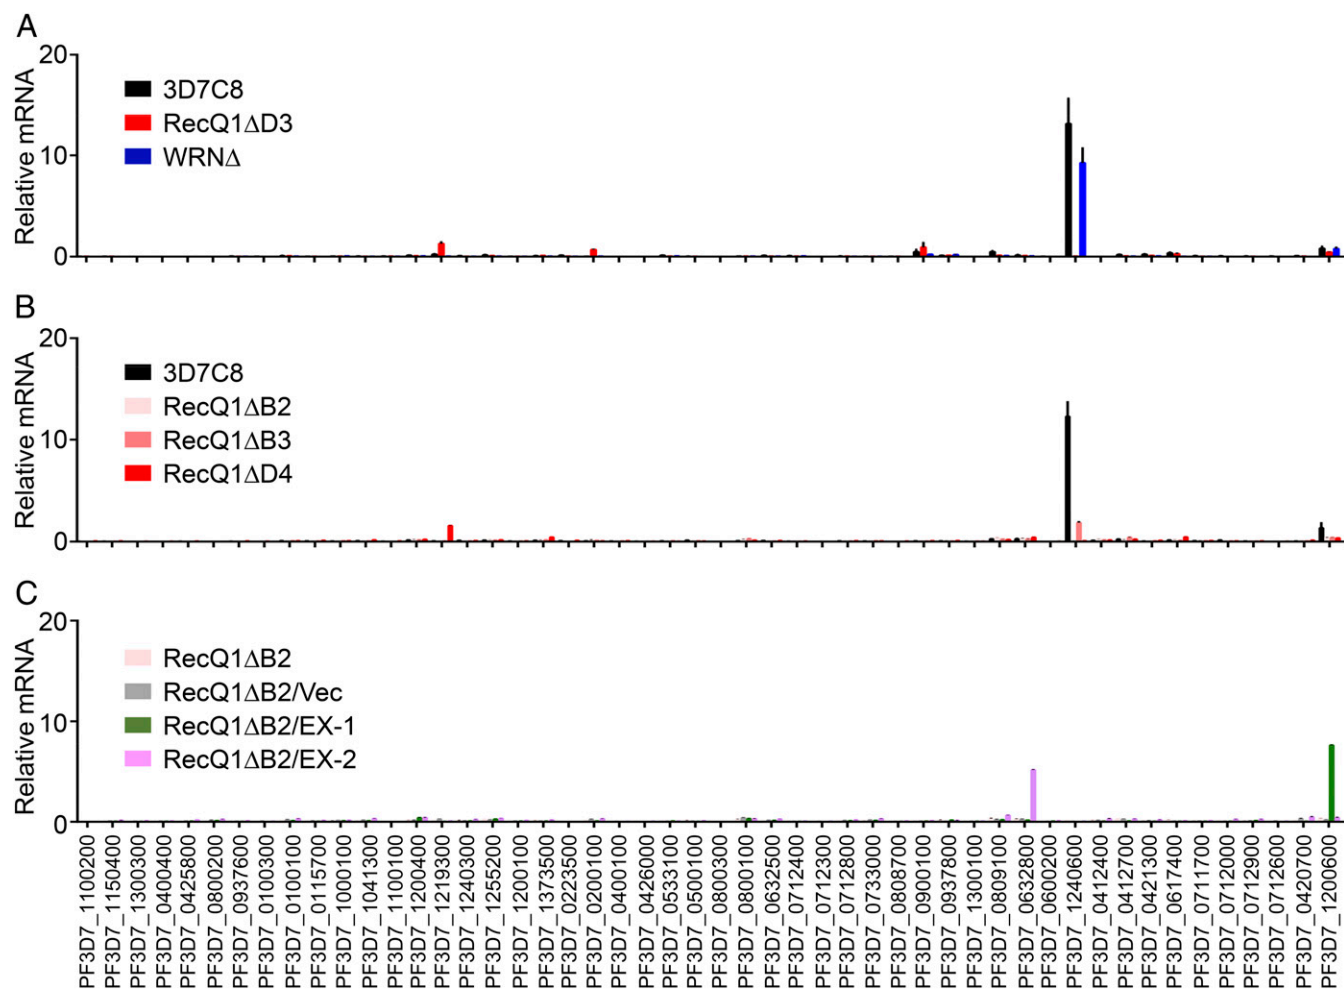 A
Relative mRNA
20
10
0
3D7C8
RecQ1ΔD3
WRNΔ
B
Relative mRNA
20
10
0
3D7C8
RecQ1ΔB2
RecQ1ΔB3
RecQ1ΔD4
C
Relative mRNA
20
10
0
RecQ1ΔB2
RecQ1ΔB2/Vec
RecQ1ΔB2/EX-1
RecQ1ΔB2/EX-2
PF3D7_1100200
PF3D7_1150400
PF3D7_1300300
PF3D7_0400400
PF3D7_0425800
PF3D7_0800200
PF3D7_0937600
PF3D7_0100300
PF3D7_0100100
PF3D7_0115700
PF3D7_1000100
PF3D7_1041300
PF3D7_1100100
PF3D7_1200400
PF3D7_1219300
PF3D7_1240300
PF3D7_1255200
PF3D7_1200100
PF3D7_1373500
PF3D7_0223500
PF3D7_0200100
PF3D7_0400100
PF3D7_0426000
PF3D7_0533100
PF3D7_0500100
PF3D7_0800300
PF3D7_0800100
PF3D7_0632500
PF3D7_0712400
PF3D7_0712300
PF3D7_0712800
PF3D7_0733000
PF3D7_0808700
PF3D7_0900100
PF3D7_0937800
PF3D7_1300100
PF3D7_0809100
PF3D7_0632800
PF3D7_0600200
PF3D7_1240600
PF3D7_0412400
PF3D7_0412700
PF3D7_0421300
PF3D7_0617400
PF3D7_0711700
PF3D7_0712000
PF3D7_0712900
PF3D7_0712600
PF3D7_0420700
PF3D7_1200600